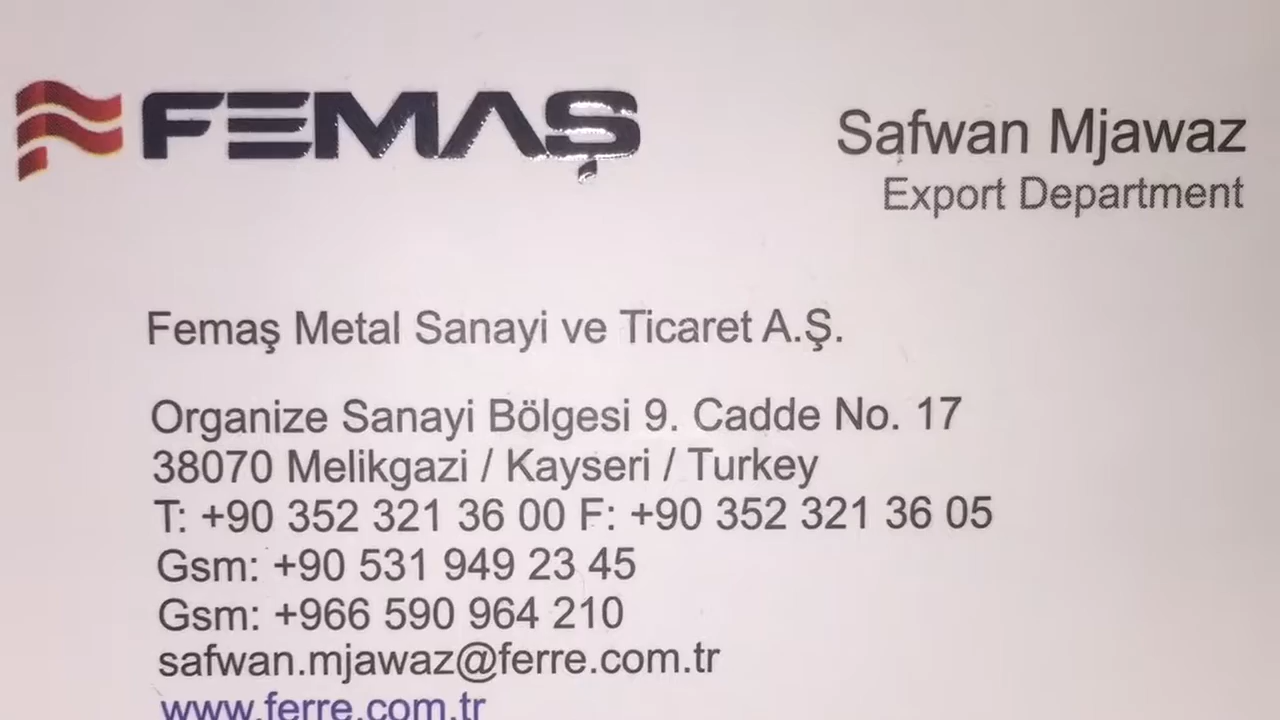 FEMAŞ
Safwan Mjawaz
Export Department
Femaş Metal Sanayi ve Ticaret A.Ş.
Organize Sanayi Bölgesi 9. Cadde No. 17
38070 Melikgazi / Kayseri / Turkey
T: +90 352 321 36 00 F: +90 352 321 36 05
Gsm: +90 531 949 23 45
Gsm: +966 590 964 210
safwan.mjawaz@ferre.com.tr
www.ferre.com.tr